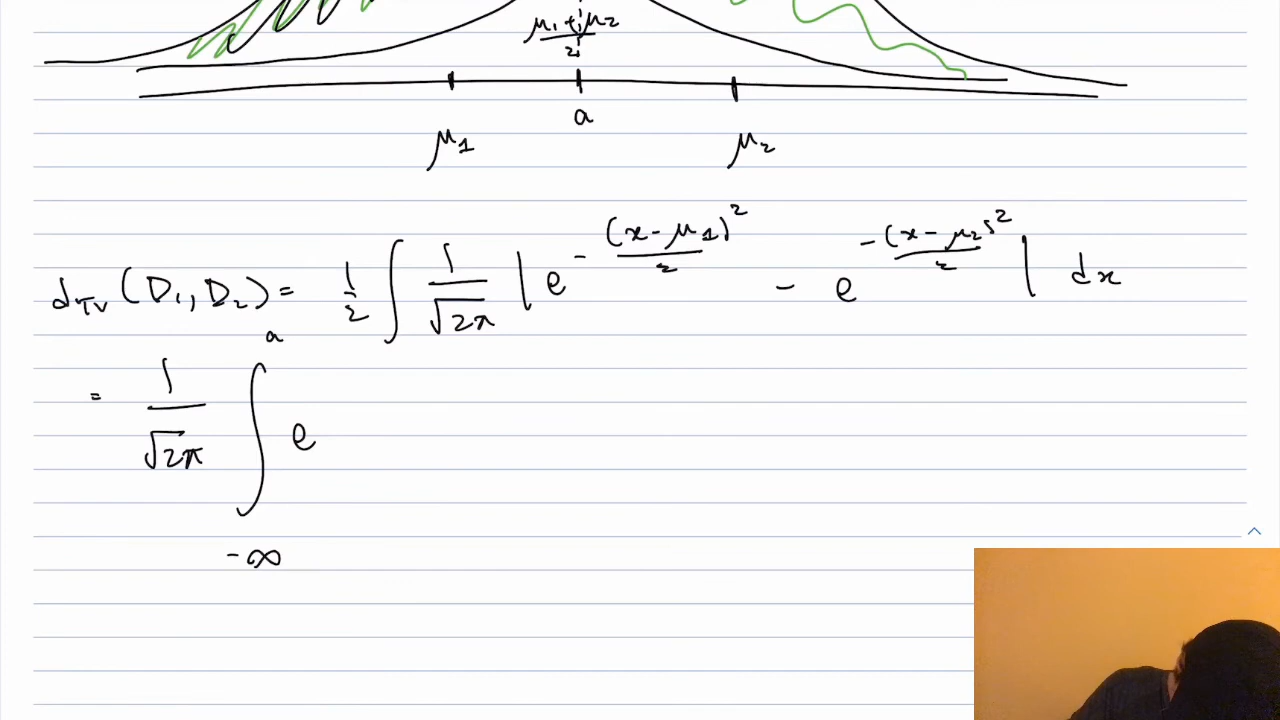 μ₁ + μ₂ / 2
a
μ₁ μ₂
d_TV (D₁, D₂) = 1/2 ∫ 1/√2π | e^{-(x-μ₁)²/2} - e^{-(x-μ₂)²/2} | dx
= 1/√2π ∫_{-∞}^{a} e